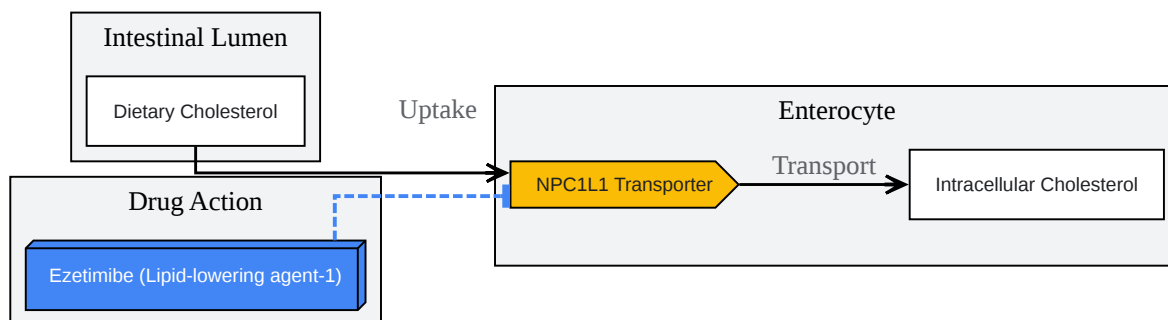 Intestinal Lumen
Dietary Cholesterol
Uptake
Enterocyte
NPC1L1 Transporter
Transport
Intracellular Cholesterol
Drug Action
Ezetimibe (Lipid-lowering agent-1)